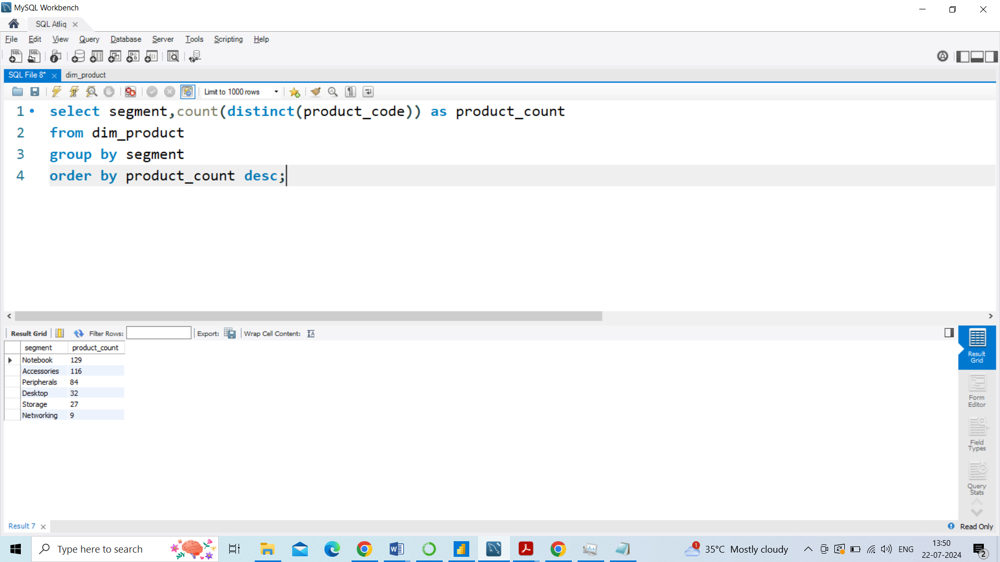 MySQL Workbench
SQL Atliq
File Edit View Query Database Server Tools Scripting Help
SQL File 8* dim_product
Limit to 1000 rows
1 select segment,count(distinct(product_code)) as product_count
2 from dim_product
3 group by segment
4 order by product_count desc;
Result Grid Filter Rows: Export: Wrap Cell Content:
segment product_count
Notebook 129
Accessories 116
Peripherals 84
Desktop 32
Storage 27
Networking 9
Result
Grid
Form
Editor
Field
Types
Query
Stats
Result 7 Read Only
Type here to search
1
35°C Mostly cloudy
ENG
13:50
22-07-2024
2